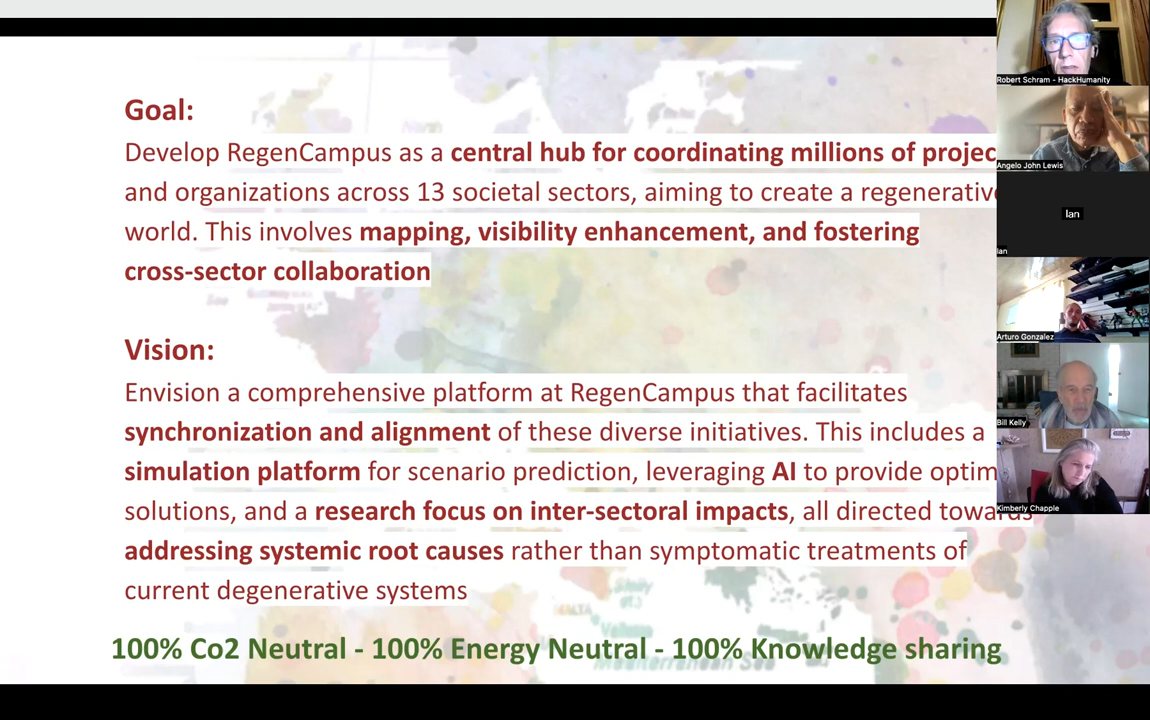 Goal:
Develop RegenCampus as a central hub for coordinating millions of projec
and organizations across 13 societal sectors, aiming to create a regenerative
world. This involves mapping, visibility enhancement, and fostering
cross-sector collaboration
Vision:
Envision a comprehensive platform at RegenCampus that facilitates
synchronization and alignment of these diverse initiatives. This includes a
simulation platform for scenario prediction, leveraging AI to provide optim
solutions, and a research focus on inter-sectoral impacts, all directed towards
addressing systemic root causes rather than symptomatic treatments of
current degenerative systems
100% Co2 Neutral - 100% Energy Neutral - 100% Knowledge sharing
Robert Schram - HackHumanity
Angelo John Lewis
Ian
Ian
Arturo Gonzalez
Bill Kelly
Kimberly Chapple